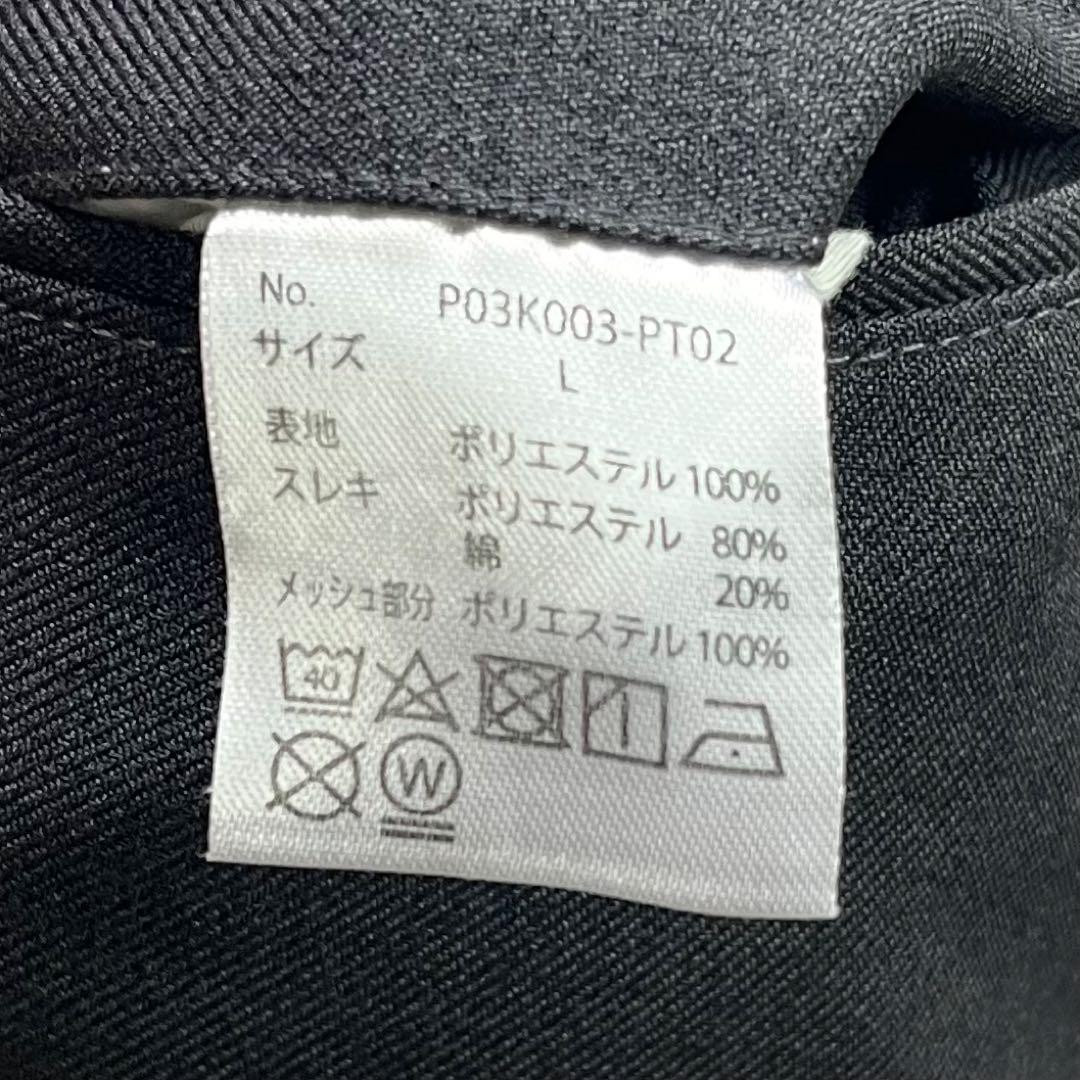 No. P03K003-PT02
サイズ L
表地 ポリエステル 100%
スレキ ポリエステル 80%
綿 20%
メッシュ部分 ポリエステル 100%
40
W